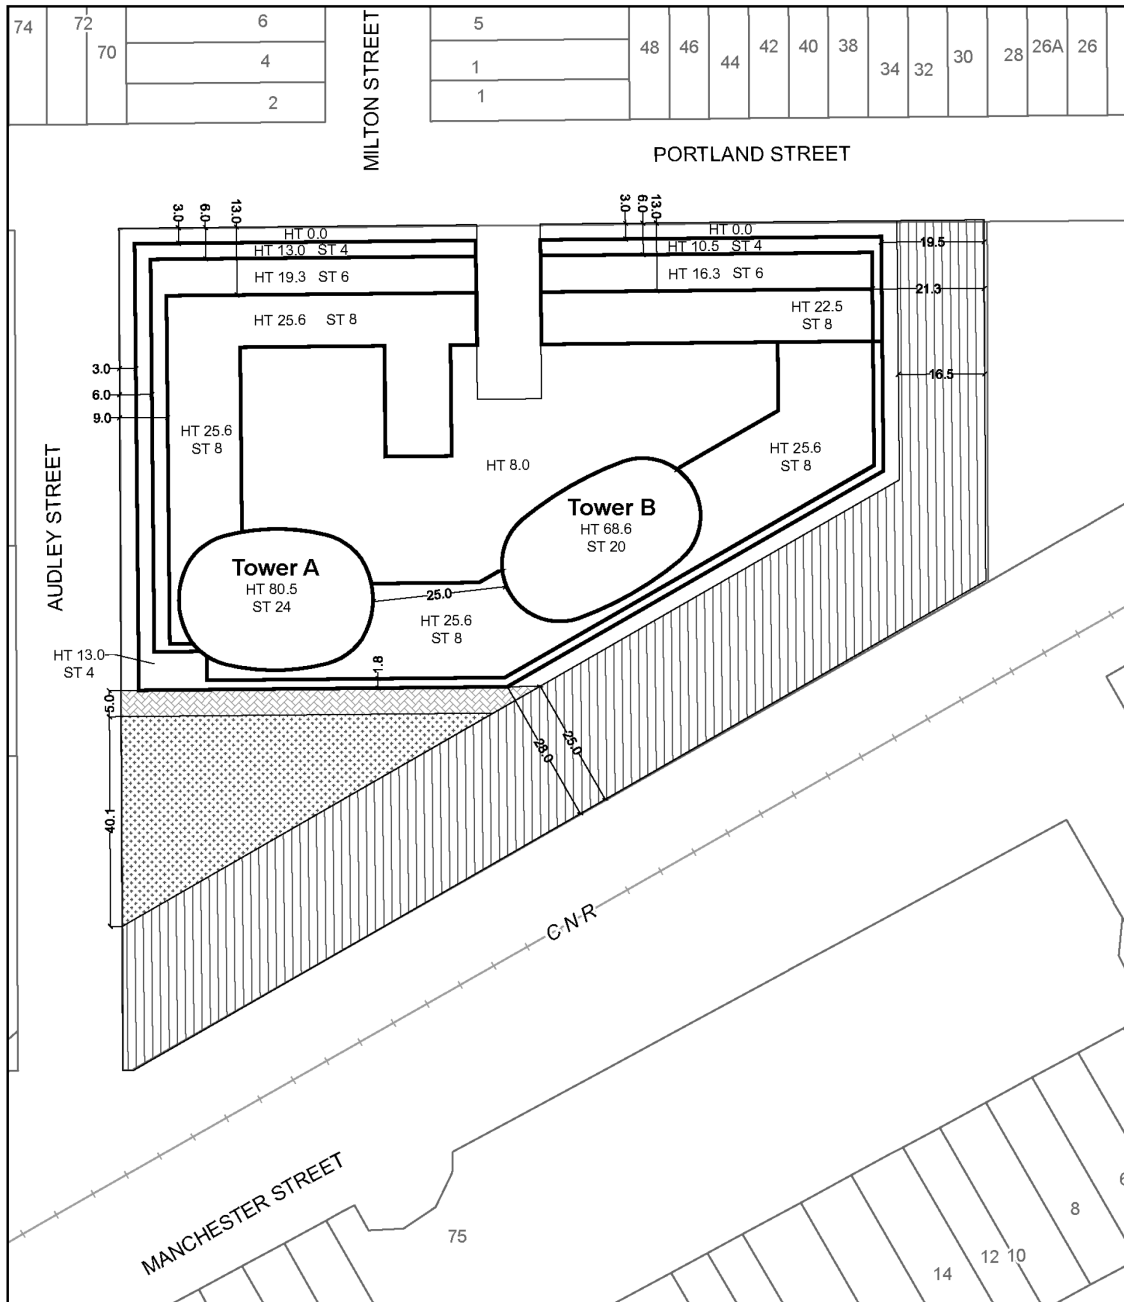 74
72
70
6
4
2
MILTON STREET
5
1
1
48
46
44
42
40
38
34
32
30
28
26A
26
PORTLAND STREET
3.0
6.0
13.0
3.0
6.0
13.0
HT 0.0
HT 13.0 ST 4
HT 19.3 ST 6
HT 25.6 ST 8
HT 0.0
HT 10.5 ST 4
HT 16.3 ST 6
HT 22.5
ST 8
19.5
21.3
16.5
3.0
6.0
9.0
HT 25.6
ST 8
HT 8.0
HT 25.6
ST 8
AUDLEY STREET
Tower B
HT 68.6
ST 20
Tower A
HT 80.5
ST 24
25.0
HT 25.6
ST 8
HT 13.0
ST 4
1.8
5.0
28.0
25.0
40.1
C-N-R
MANCHESTER STREET
75
14
12
10
8
6